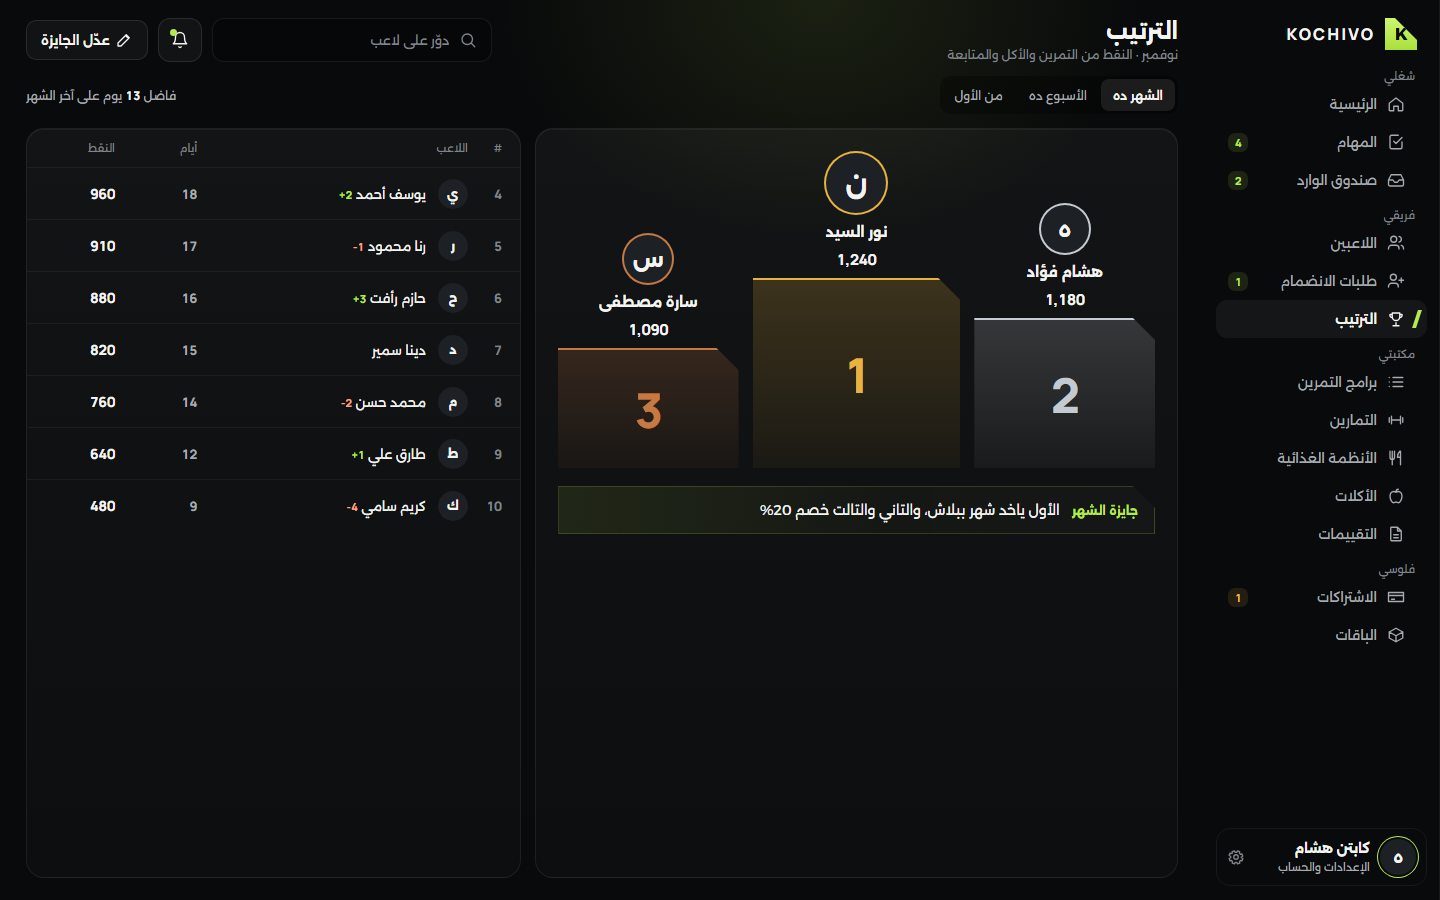 KOCHIVO
شغلي
الرئيسية
المهام 4
صندوق الوارد 2
فريقي
اللاعبين
طلبات الانضمام 1
الترتيب
مكتبتي
برامج التمرين
التمارين
الأنظمة الغذائية
الأكلات
التقييمات
فلوسي
الاشتراكات 1
الباقات
كابتن هشام
الإعدادات والحساب
الترتيب
نوفمبر · النقط من التمرين والأكل والمتابعة
دوّر على لاعب
عدّل الجايزة
الشهر ده
الأسبوع ده
من الأول
فاضل 13 يوم على آخر الشهر
ه
هشام فؤاد
1,180
2
ن
نور السيد
1,240
1
س
سارة مصطفى
1,090
3
جايزة الشهر الأول ياخد شهر ببلاش، والتاني والتالت خصم 20%
# اللاعب أيام النقط
4 ي يوسف أحمد +2 18 960
5 ر رنا محمود -1 17 910
6 ح حازم رأفت +3 16 880
7 د دينا سمير 15 820
8 م محمد حسن -2 14 760
9 ط طارق علي +1 12 640
10 ك كريم سامي -4 9 480